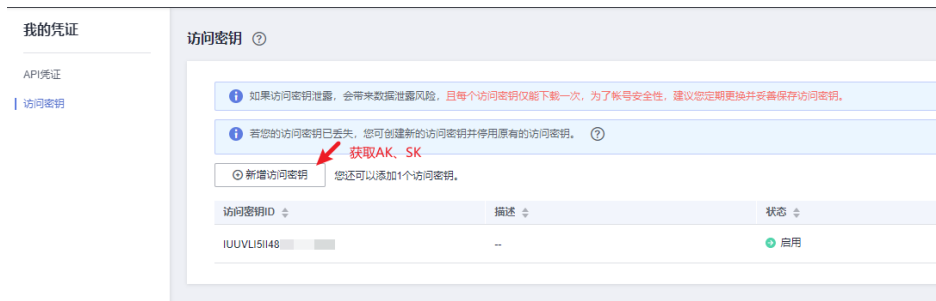 我的凭证
API凭证
访问密钥
访问密钥
如果访问密钥泄露，会带来数据泄露风险，且每个访问密钥仅能下载一次，为了帐号安全性，建议您定期更换并妥善保存访问密钥。
若您的访问密钥已丢失，您可创建新的访问密钥并停用原有的访问密钥。
获取AK、SK
新增访问密钥 您还可以添加1个访问密钥。
访问密钥ID 描述 状态
-- 启用